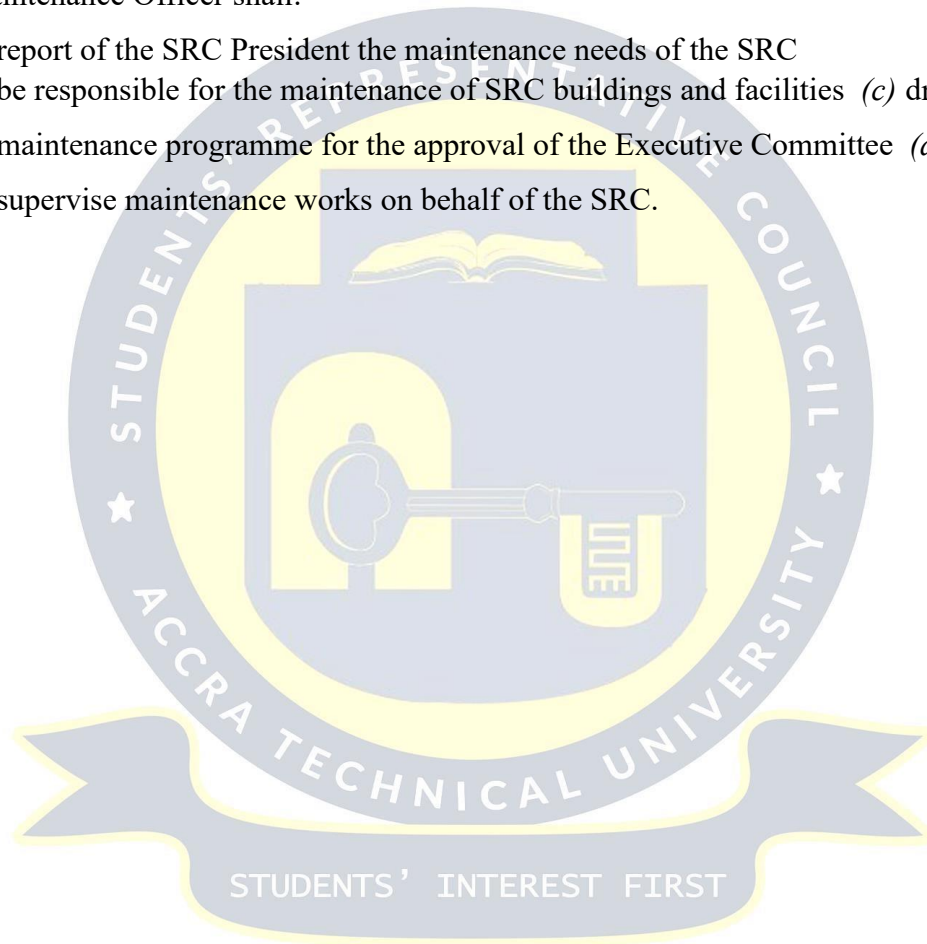 report of the SRC President the maintenance needs of the SRC
be responsible for the maintenance of SRC buildings and facilities (c)
maintenance programme for the approval of the Executive Committee
supervise maintenance works on behalf of the SRC.
STUDENTS' REPRESENTATIVE COUNCIL
ACCRA TECHNICAL UNIVERSITY
STUDENTS' INTEREST FIRST